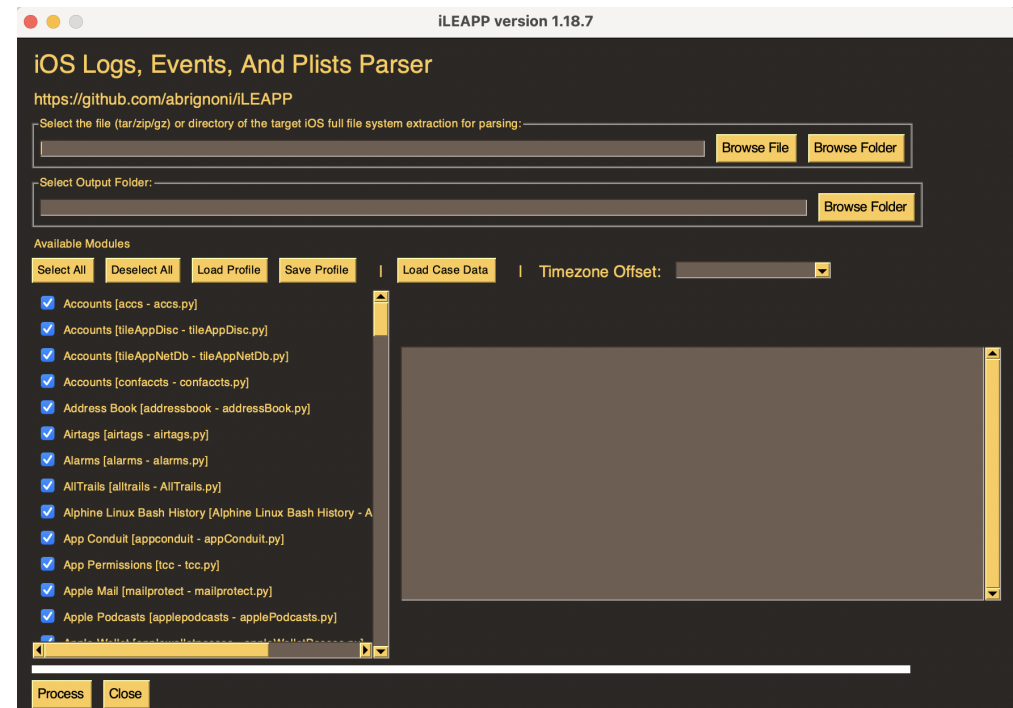 iLEAPP version 1.18.7
iOS Logs, Events, And Plists Parser
https://github.com/abrignoni/iLEAPP
Select the file (tar/zip/gz) or directory of the target iOS full file system extraction for parsing:
Browse File Browse Folder
Select Output Folder:
Browse Folder
Available Modules
Select All Deselect All Load Profile Save Profile | Load Case Data | Timezone Offset:
Accounts [accs - accs.py]
Accounts [tileAppDisc - tileAppDisc.py]
Accounts [tileAppNetDb - tileAppNetDb.py]
Accounts [confaccts - confaccts.py]
Address Book [addressbook - addressBook.py]
Airtags [airtags - airtags.py]
Alarms [alarms - alarms.py]
AllTrails [alltrails - AllTrails.py]
Alphine Linux Bash History [Alphine Linux Bash History - A
App Conduit [appconduit - appConduit.py]
App Permissions [tcc - tcc.py]
Apple Mail [mailprotect - mailprotect.py]
Apple Podcasts [applepodcasts - applePodcasts.py]
Apple Wallet [applewalletpasses - appleWalletPasses.py]
Process Close